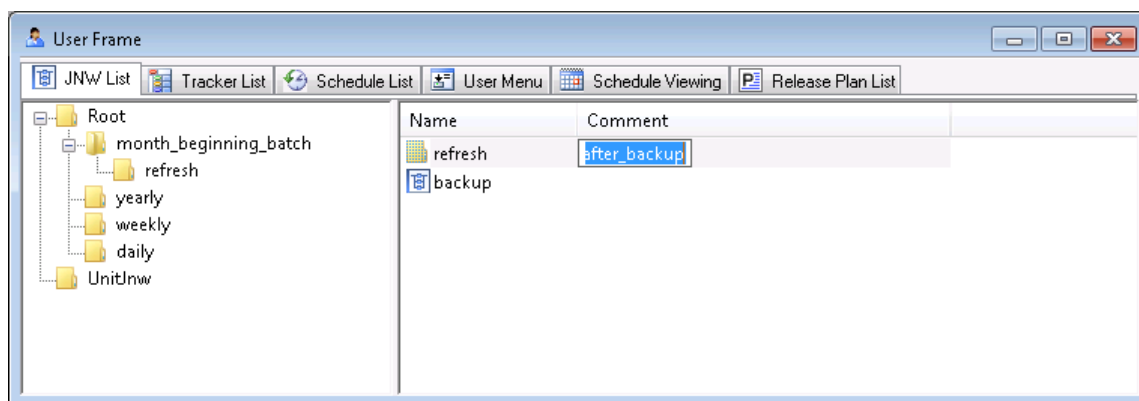 User Frame
JNW List Tracker List Schedule List User Menu Schedule Viewing Release Plan List
Root
month_beginning_batch
refresh
yearly
weekly
daily
UnitJnw
Name Comment
refresh after_backup
backup